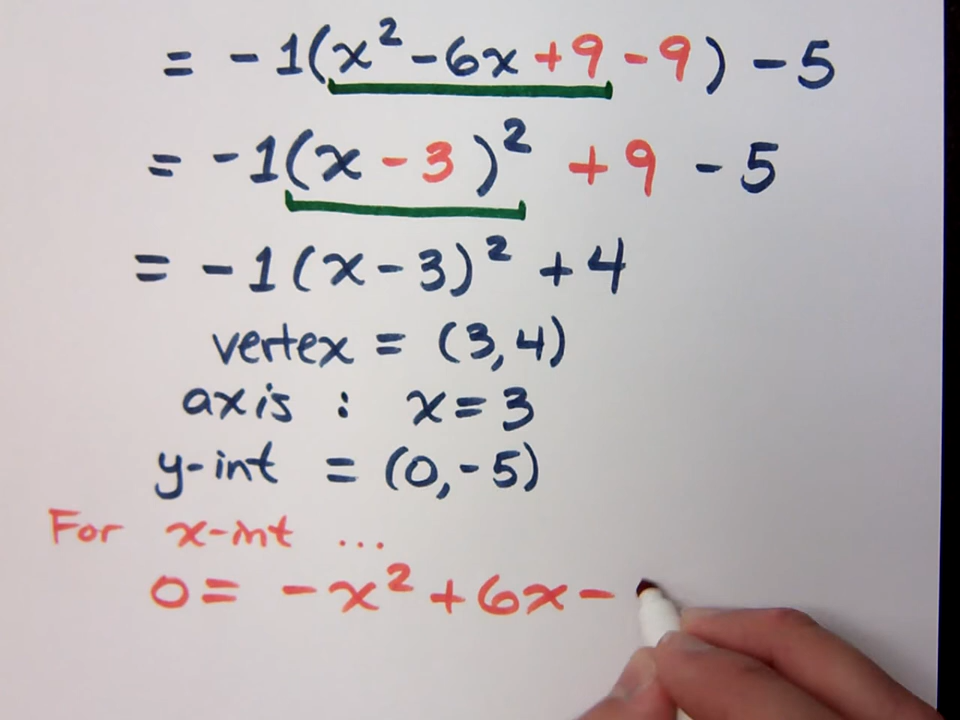 = -1(x² -6x +9 -9) -5
= -1(x -3)² +9 -5
= -1(x-3)² +4
vertex = (3,4)
axis : x=3
y-int = (0,-5)
For x-int ...
0= -x² +6x -